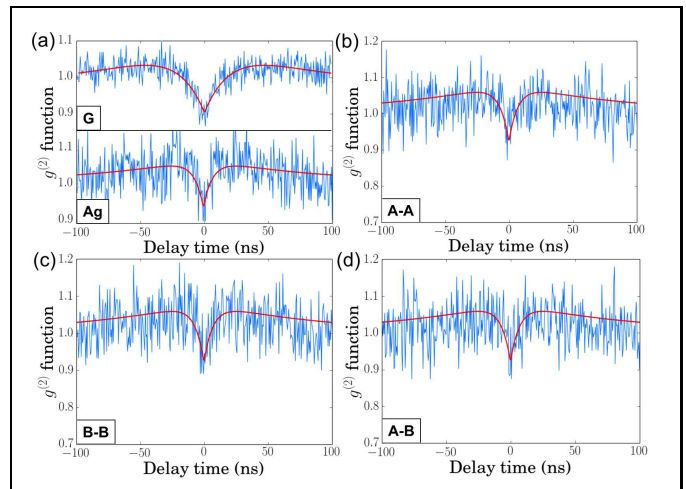 (a)
1.1
1.0
0.9
G
1.1
1.0
0.9
Ag
g(2) function
−100 −50 0 50 100
Delay time (ns)
(b)
1.2
1.1
1.0
0.9
0.8
0.7
g(2) function
A-A
−100 −50 0 50 100
Delay time (ns)
(c)
1.2
1.1
1.0
0.9
0.8
0.7
g(2) function
B-B
−100 −50 0 50 100
Delay time (ns)
(d)
1.2
1.1
1.0
0.9
0.8
0.7
g(2) function
A-B
−100 −50 0 50 100
Delay time (ns)